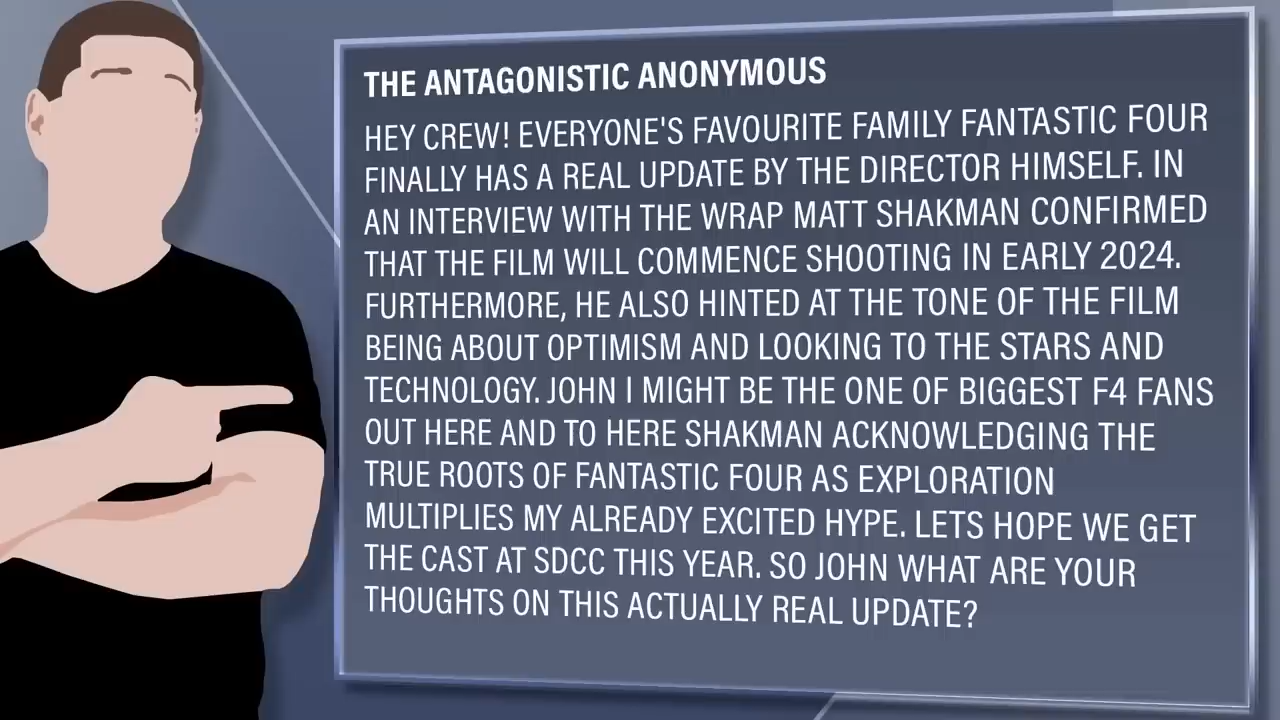 THE ANTAGONISTIC ANONYMOUS
HEY CREW! EVERYONE'S FAVOURITE FAMILY FANTASTIC FOUR
FINALLY HAS A REAL UPDATE BY THE DIRECTOR HIMSELF. IN
AN INTERVIEW WITH THE WRAP MATT SHAKMAN CONFIRMED
THAT THE FILM WILL COMMENCE SHOOTING IN EARLY 2024.
FURTHERMORE, HE ALSO HINTED AT THE TONE OF THE FILM
BEING ABOUT OPTIMISM AND LOOKING TO THE STARS AND
TECHNOLOGY. JOHN I MIGHT BE THE ONE OF BIGGEST F4 FANS
OUT HERE AND TO HERE SHAKMAN ACKNOWLEDGING THE
TRUE ROOTS OF FANTASTIC FOUR AS EXPLORATION
MULTIPLIES MY ALREADY EXCITED HYPE. LETS HOPE WE GET
THE CAST AT SDCC THIS YEAR. SO JOHN WHAT ARE YOUR
THOUGHTS ON THIS ACTUALLY REAL UPDATE?